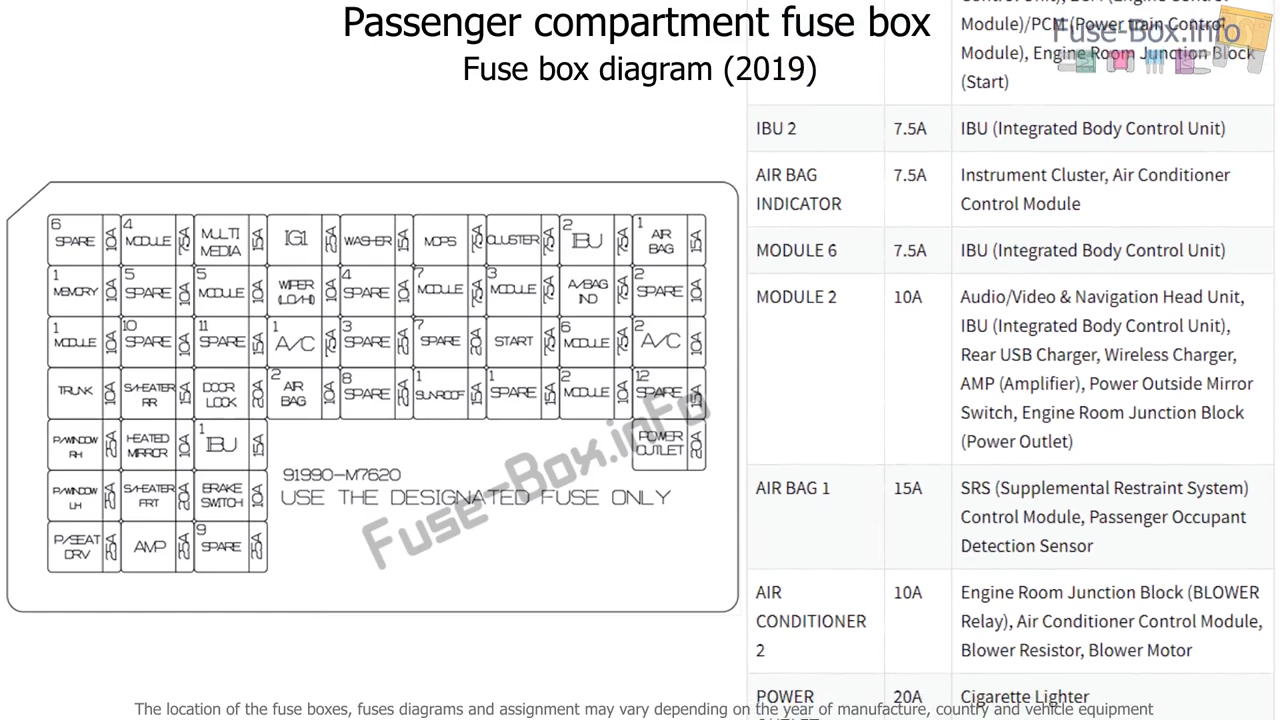 Passenger compartment fuse box
Fuse box diagram (2019)
Fuse-Box.info
Module)/PCM (Power train Control
Module), Engine Room Junction Block
(Start)
IBU 2 7.5A IBU (Integrated Body Control Unit)
AIR BAG 7.5A Instrument Cluster, Air Conditioner
INDICATOR Control Module
MODULE 6 7.5A IBU (Integrated Body Control Unit)
MODULE 2 10A Audio/Video & Navigation Head Unit,
IBU (Integrated Body Control Unit),
Rear USB Charger, Wireless Charger,
AMP (Amplifier), Power Outside Mirror
Switch, Engine Room Junction Block
(Power Outlet)
AIR BAG 1 15A SRS (Supplemental Restraint System)
Control Module, Passenger Occupant
Detection Sensor
AIR 10A Engine Room Junction Block (BLOWER
CONDITIONER Relay), Air Conditioner Control Module,
2 Blower Resistor, Blower Motor
POWER 20A Cigarette Lighter
6 SPARE 10A 4 MODULE 7.5A MULTI MEDIA 15A IG1 25A WASHER 15A MDPS 7.5A CLUSTER 7.5A 2 IBU 7.5A 1 AIR BAG 15A
1 MEMORY 10A 5 SPARE 10A 5 MODULE 10A WIPER (LO/HI) 10A 4 SPARE 10A 7 MODULE 7.5A 3 MODULE 7.5A A/BAG IND 7.5A 2 SPARE 10A
1 MODULE 10A 10 SPARE 10A 11 SPARE 15A 1 A/C 7.5A 3 SPARE 25A 7 SPARE 20A START 7.5A 6 MODULE 7.5A 2 A/C 10A
TRUNK 10A S/HEATER RR 15A DOOR LOCK 20A 2 AIR BAG 10A 8 SPARE 25A 1 SUNROOF 15A 1 SPARE 15A 2 MODULE 10A 12 SPARE 15A
P/WINDOW RH 25A HEATED MIRROR 10A 1 IBU 15A POWER OUTLET 20A
P/WINDOW LH 25A S/HEATER FRT 20A BRAKE SWITCH 10A
P/SEAT DRV 25A AMP 25A 9 SPARE 25A
91990-M7620
USE THE DESIGNATED FUSE ONLY
Fuse-Box.inFo
The location of the fuse boxes, fuses diagrams and assignment may vary depending on the year of manufacture, country and vehicle equipment